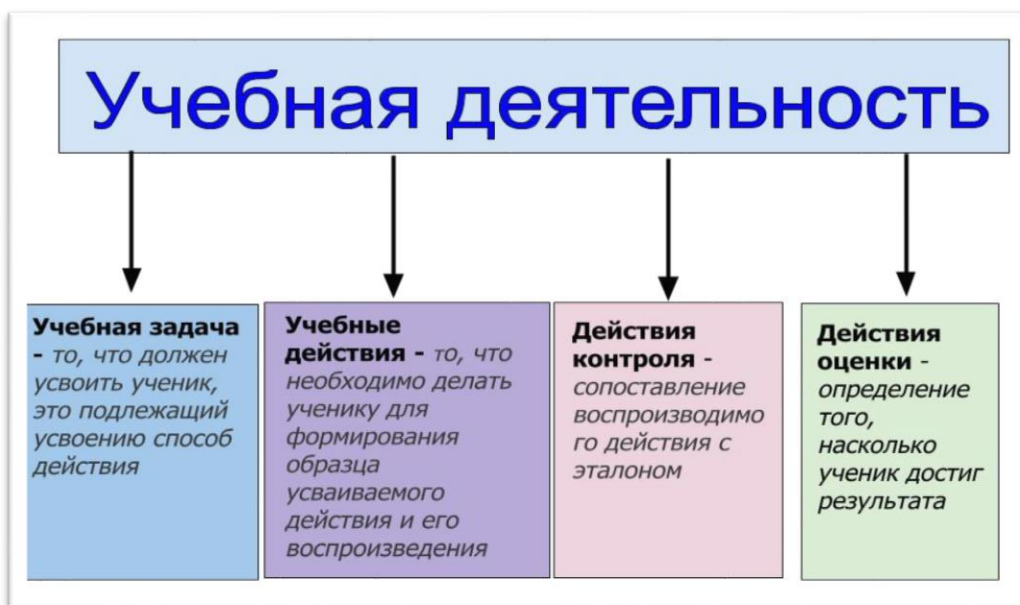 Учебная деятельность
Учебная задача
- то, что должен
усвоить ученик,
это подлежащий
усвоению способ
действия
Учебные
действия - то, что
необходимо делать
ученику для
формирования
образца
усваиваемого
действия и его
воспроизведения
Действия
контроля -
сопоставление
воспроизводимо
го действия с
эталоном
Действия
оценки -
определение
того,
насколько
ученик достиг
результата